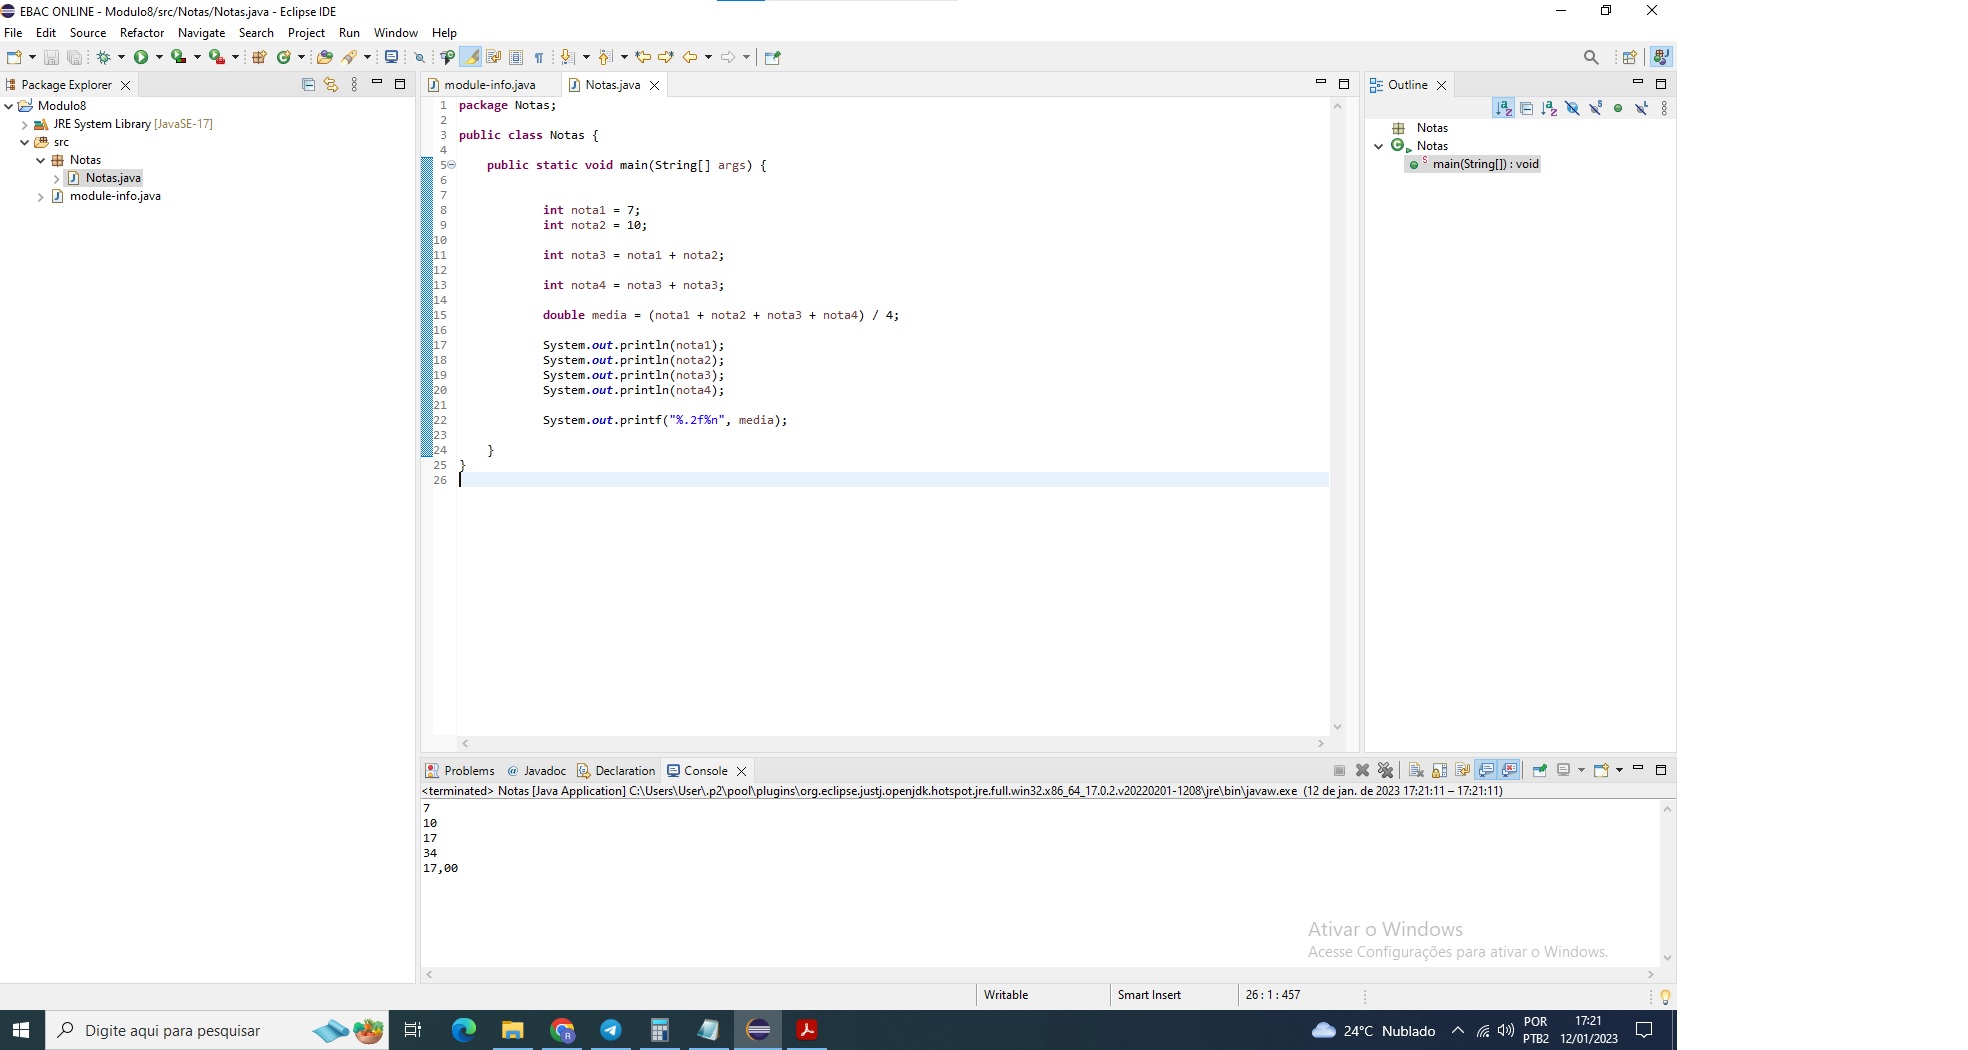 EBAC ONLINE - Modulo8/src/Notas/Notas.java - Eclipse IDE
File Edit Source Refactor Navigate Search Project Run Window Help
Package Explorer
Modulo8
JRE System Library [JavaSE-17]
src
Notas
Notas.java
module-info.java
module-info.java Notas.java
1 package Notas;
2
3 public class Notas {
4
5 public static void main(String[] args) {
6
7
8 int nota1 = 7;
9 int nota2 = 10;
10
11 int nota3 = nota1 + nota2;
12
13 int nota4 = nota3 + nota3;
14
15 double media = (nota1 + nota2 + nota3 + nota4) / 4;
16
17 System.out.println(nota1);
18 System.out.println(nota2);
19 System.out.println(nota3);
20 System.out.println(nota4);
21
22 System.out.printf("%.2f%n", media);
23
24 }
25 }
26
Outline
Notas
Notas
main(String[]) : void
Problems @ Javadoc Declaration Console
<terminated> Notas [Java Application] C:\Users\User\.p2\pool\plugins\org.eclipse.justj.openjdk.hotspot.jre.full.win32.x86_64_17.0.2.v20220201-1208\jre\bin\javaw.exe (12 de jan. de 2023 17:21:11 – 17:21:11)
7
10
17
34
17,00
Ativar o Windows
Acesse Configurações para ativar o Windows.
Writable Smart Insert 26 : 1 : 457
Digite aqui para pesquisar
24°C Nublado
POR
PTB2
17:21
12/01/2023